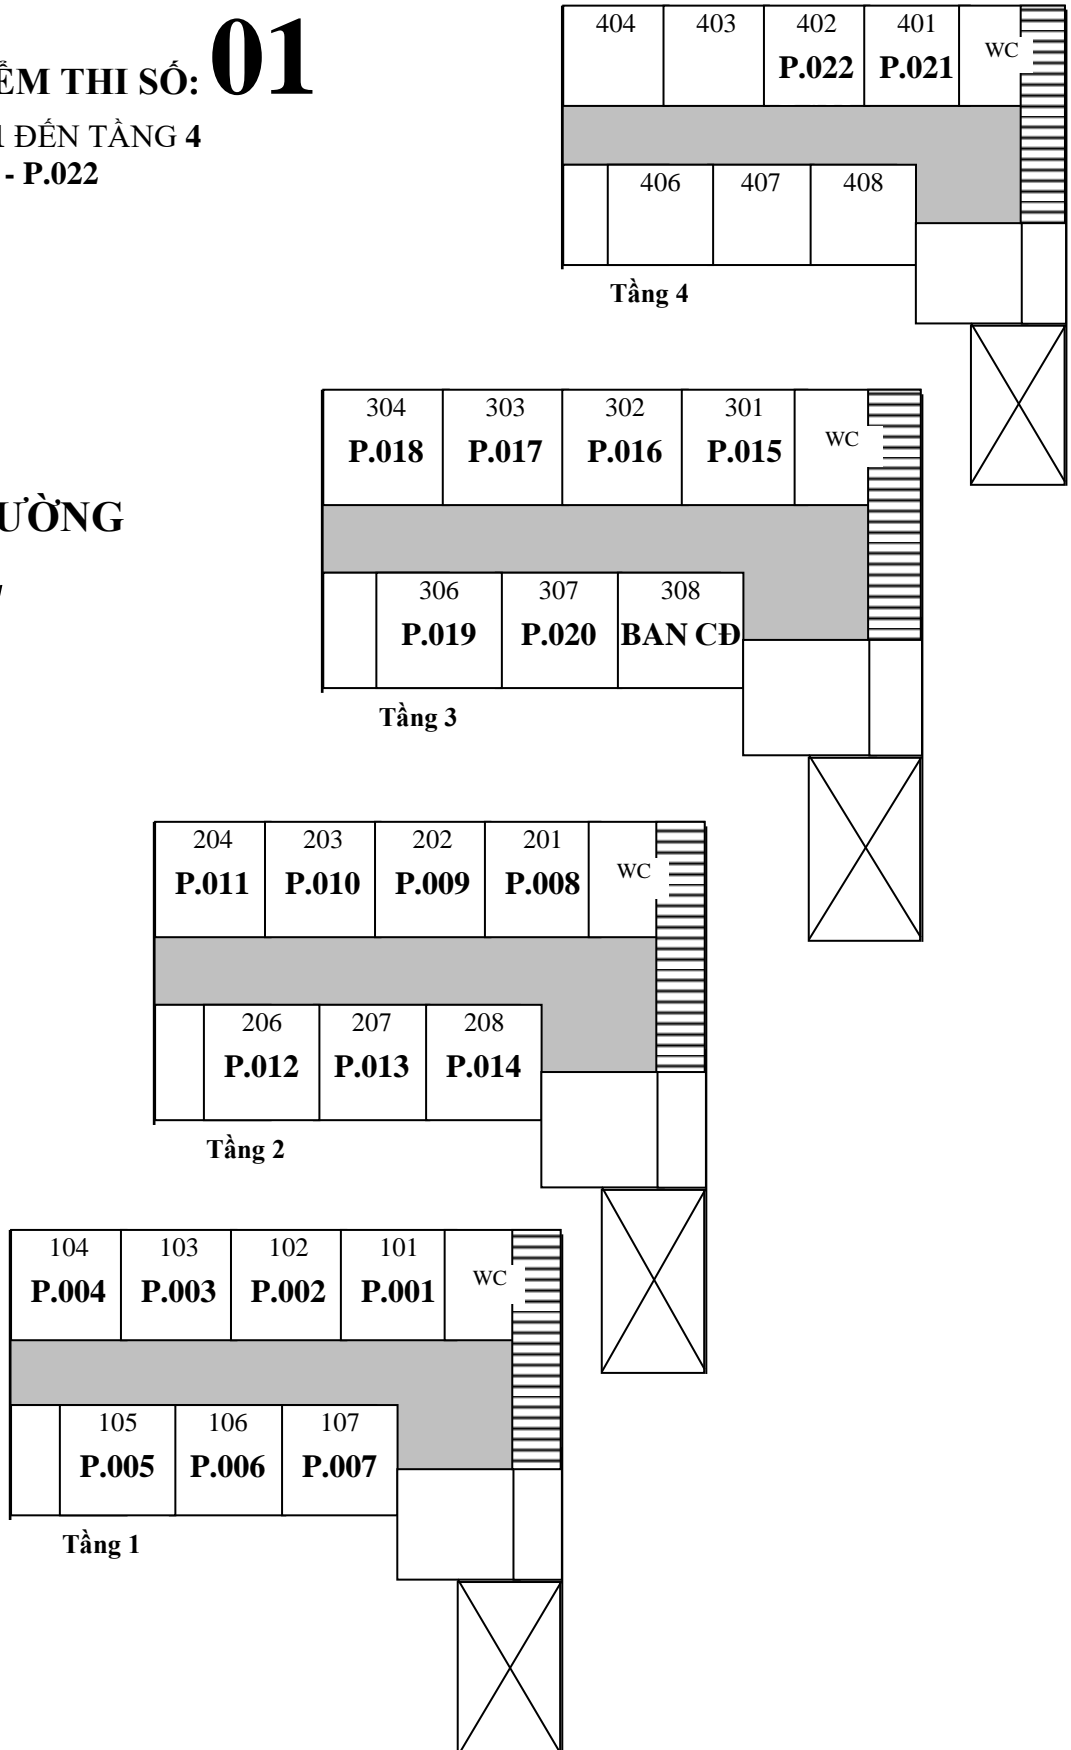 ỂM THI SỐ: 01
1 ĐẾN TẦNG 4
- P.022
404 403 402 401 WC
P.022 P.021
406 407 408
Tầng 4
304 303 302 301 WC
P.018 P.017 P.016 P.015
ƯỜNG
306 307 308
P.019 P.020 BAN CĐ
Tầng 3
204 203 202 201 WC
P.011 P.010 P.009 P.008
206 207 208
P.012 P.013 P.014
Tầng 2
104 103 102 101 WC
P.004 P.003 P.002 P.001
105 106 107
P.005 P.006 P.007
Tầng 1